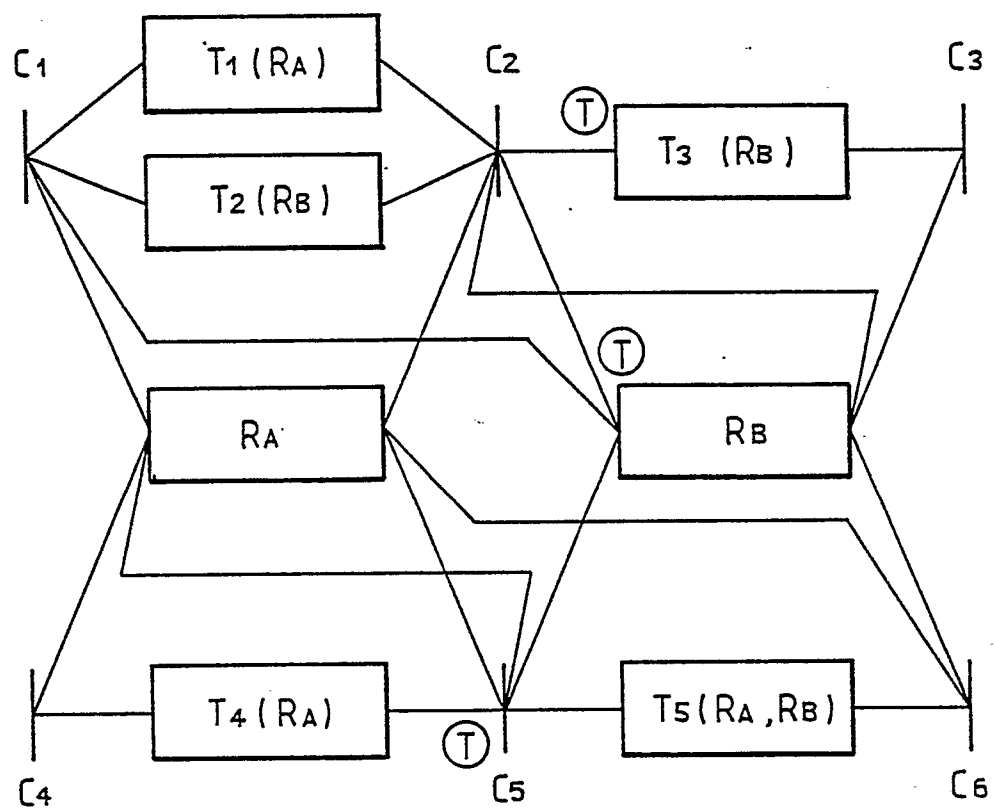 C1
T1 (RA)
C2
C3
T
T3 (RB)
T2 (RB)
T
RA
RB
T4 (RA)
T
T5 (RA, RB)
C4
C5
C6